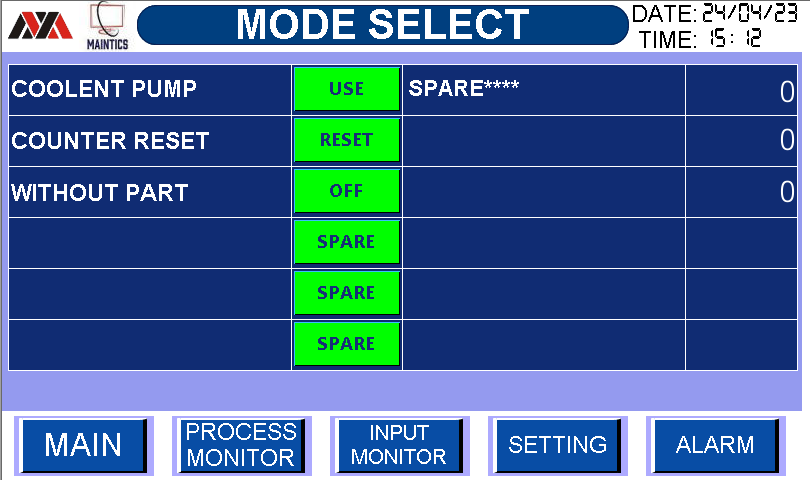 MAINTICS
MODE SELECT
DATE: 24/04/23
TIME: 15:12
COOLENT PUMP USE SPARE**** 0
COUNTER RESET RESET 0
WITHOUT PART OFF 0
SPARE
SPARE
SPARE
MAIN
PROCESS
MONITOR
INPUT
MONITOR
SETTING
ALARM